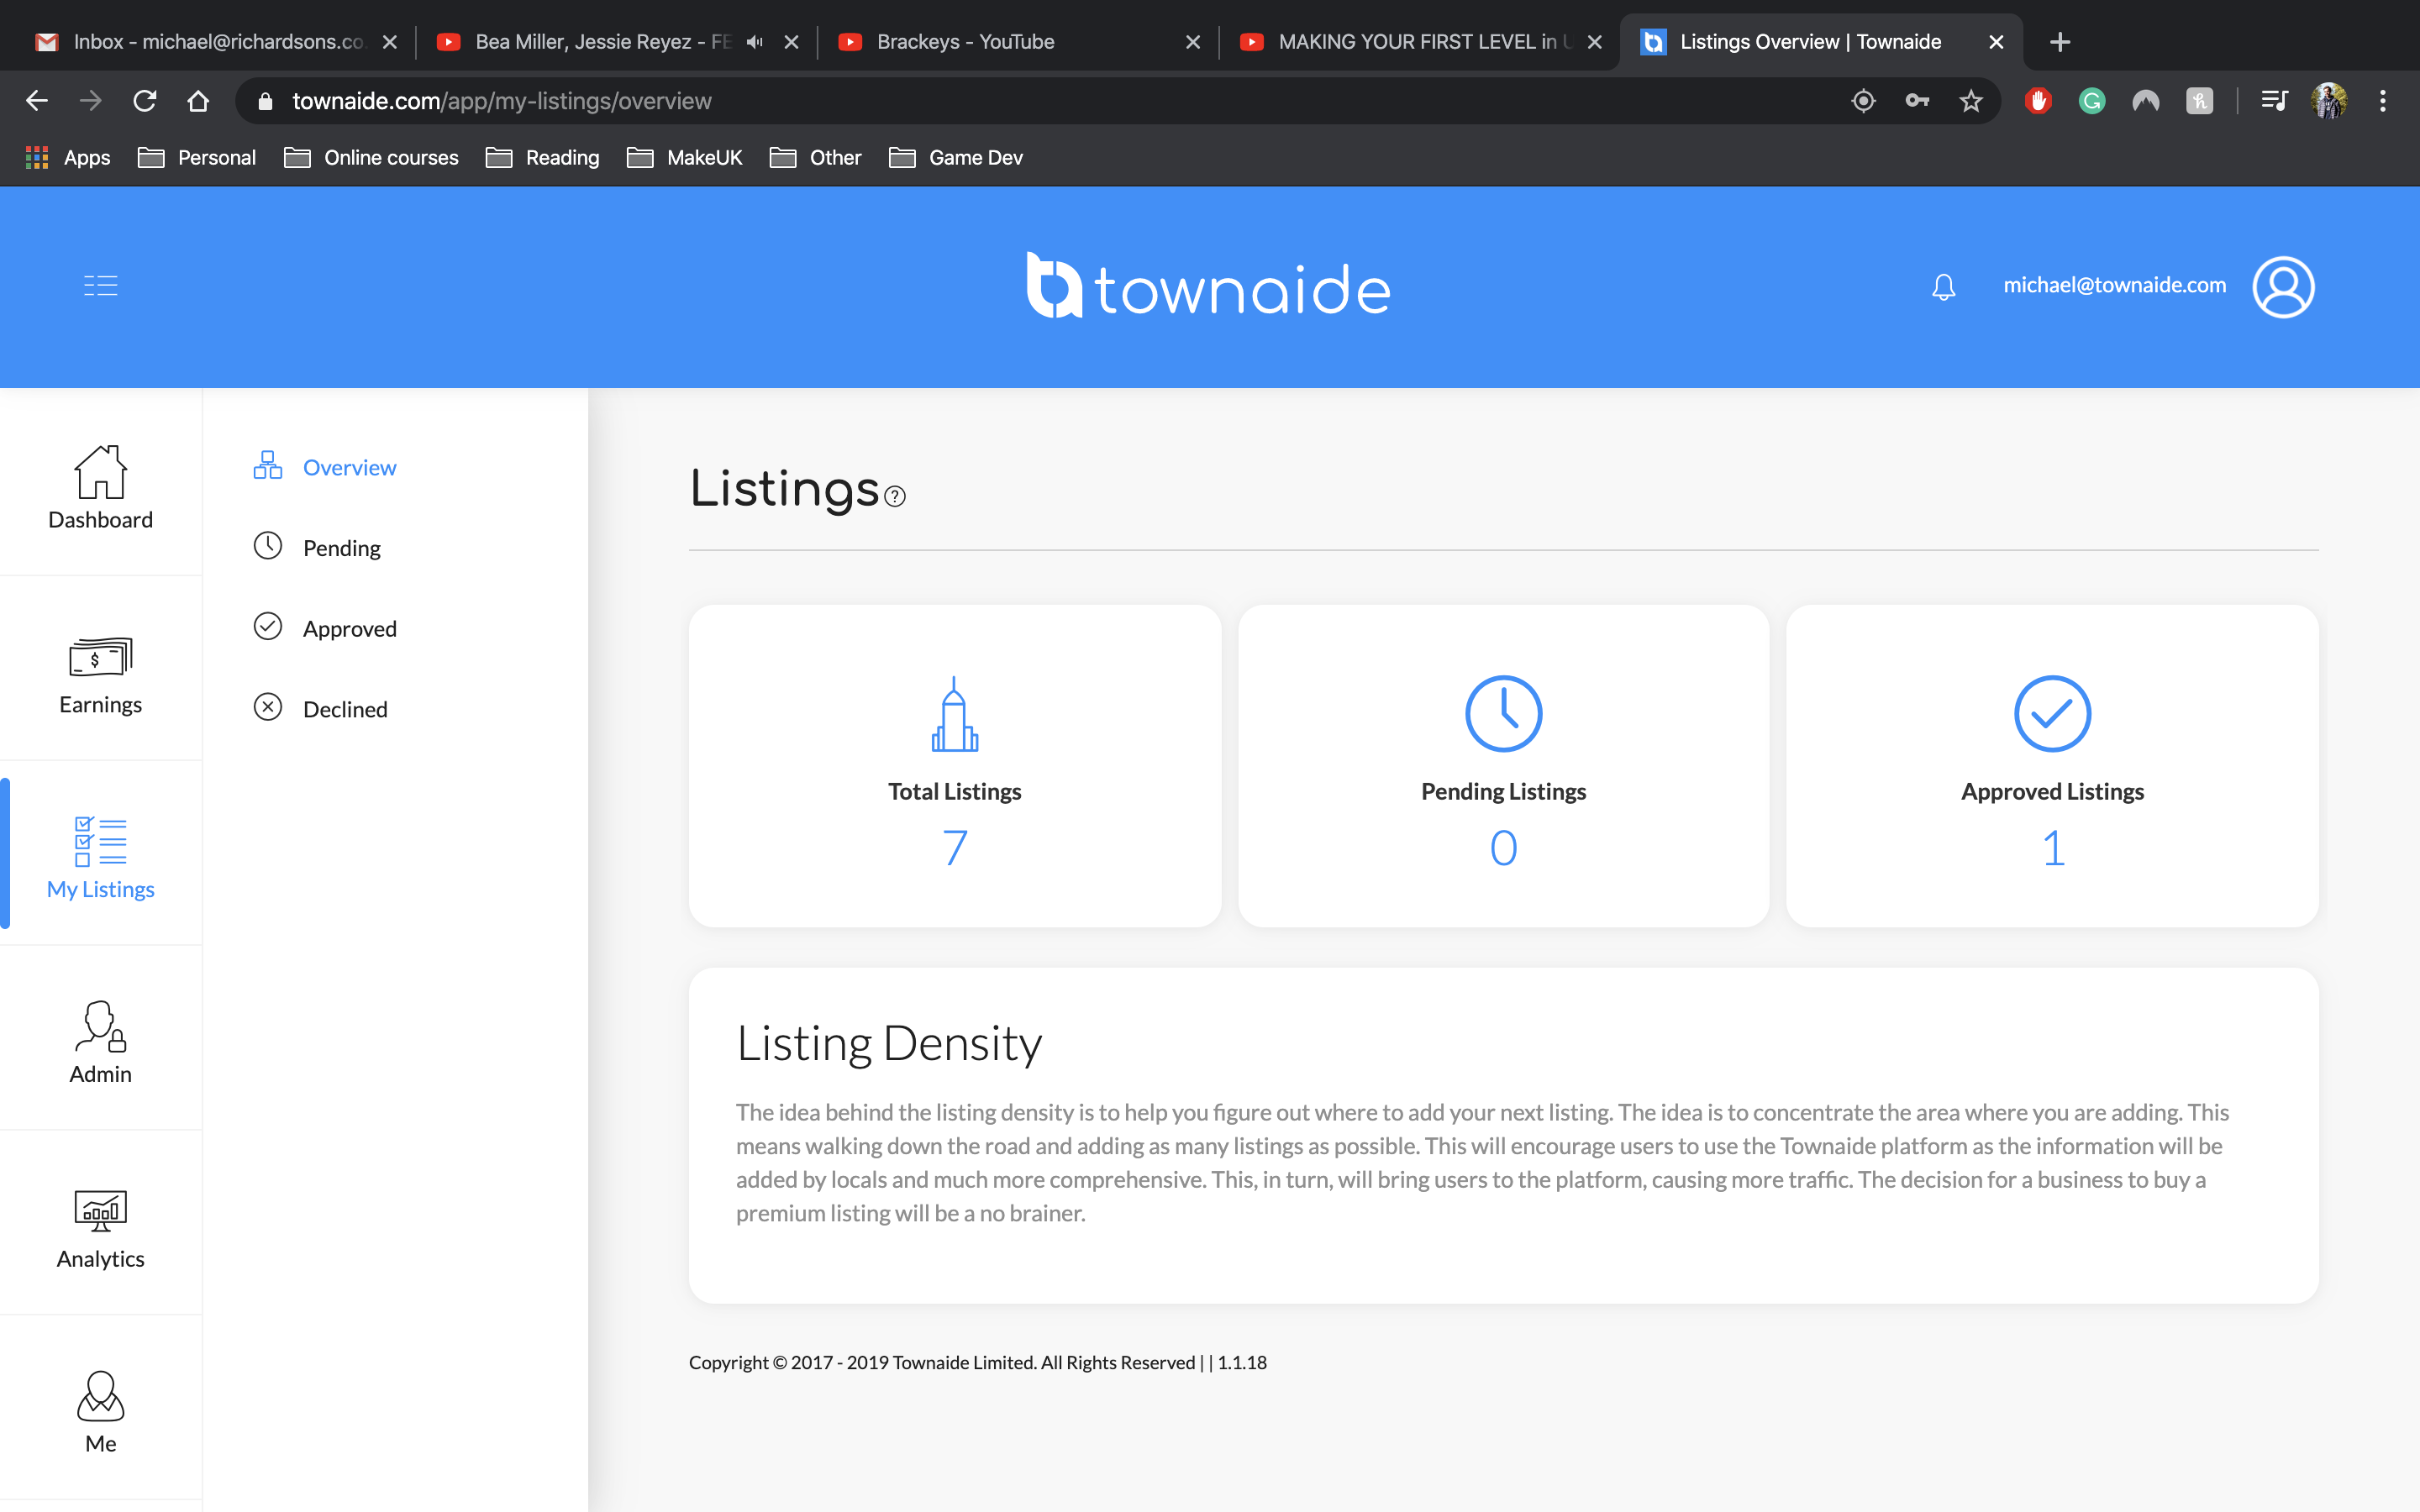 Inbox - michael@richardsons.co.
Bea Miller, Jessie Reyez - FE
Brackeys - YouTube
MAKING YOUR FIRST LEVEL in U
Listings Overview | Townaide
townaide.com/app/my-listings/overview
Apps
Personal
Online courses
Reading
MakeUK
Other
Game Dev
townaide
michael@townaide.com
Dashboard
Earnings
My Listings
Admin
Analytics
Me
Overview
Pending
Approved
Declined
Listings
Total Listings
7
Pending Listings
0
Approved Listings
1
Listing Density
The idea behind the listing density is to help you figure out where to add your next listing. The idea is to concentrate the area where you are adding. This
means walking down the road and adding as many listings as possible. This will encourage users to use the Townaide platform as the information will be
added by locals and much more comprehensive. This, in turn, will bring users to the platform, causing more traffic. The decision for a business to buy a
premium listing will be a no brainer.
Copyright © 2017 - 2019 Townaide Limited. All Rights Reserved | | 1.1.18